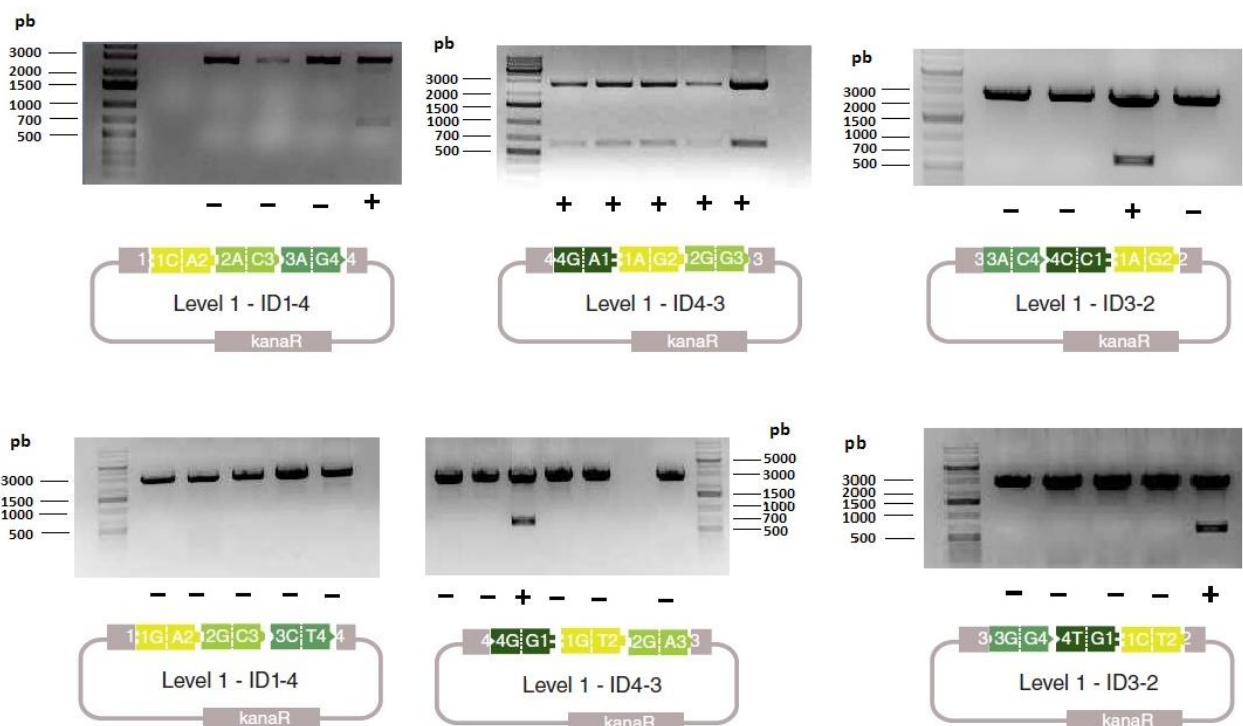 pb
3000
2000
1500
1000
700
500
− − − +
1 1C A2 2A C3 3A G4 4
Level 1 - ID1-4
kanaR
pb
3000
2000
1500
1000
700
500
+ + + + +
4 4G A1 1A G2 2G G3 3
Level 1 - ID4-3
kanaR
pb
3000
2000
1500
1000
700
500
− − + −
3 3A C4 4C C1 1A G2 2
Level 1 - ID3-2
kanaR
pb
3000
1500
1000
500
− − − − −
1 1G A2 2G C3 3C T4 4
Level 1 - ID1-4
kanaR
pb
5000
3000
1500
1000
700
500
− − + − − −
4 4G G1 1G T2 2G A3 3
Level 1 - ID4-3
kanaR
pb
3000
2000
1500
1000
500
− − − − +
3 3G G4 4T G1 1C T2 2
Level 1 - ID3-2
kanaR